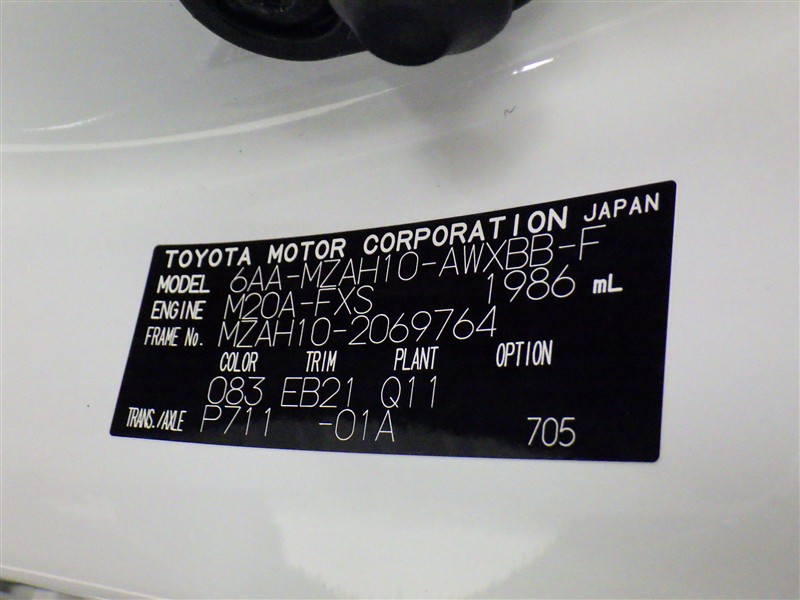 TOYOTA MOTOR CORPORATION JAPAN
MODEL 6AA-MZAH10-AWXBB-F
ENGINE M20A-FXS 1986 mL
FRAME No. MZAH10-2069764
COLOR TRIM PLANT OPTION
083 EB21 Q11
TRANS./AXLE P711 -01A 705